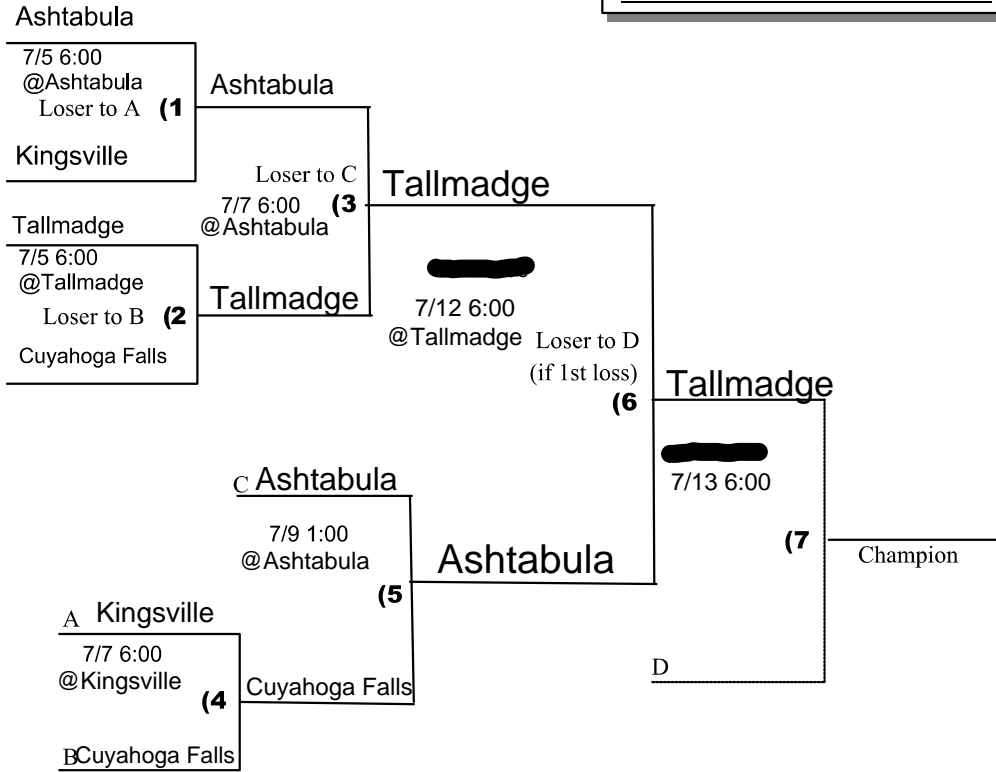 Ashtabula
7/5 6:00
@Ashtabula
Loser to A (1
Kingsville
Ashtabula
Loser to C
7/7 6:00 (3
@Ashtabula
Tallmadge
7/5 6:00
@Tallmadge
Loser to B (2
Cuyahoga Falls
Tallmadge
Tallmadge
7/12 6:00
@Tallmadge
Loser to D
(if 1st loss)
(6
Tallmadge
7/13 6:00
(7
Champion
C Ashtabula
7/9 1:00
@Ashtabula
(5
Ashtabula
A Kingsville
7/7 6:00
@Kingsville
(4
Cuyahoga Falls
B Cuyahoga Falls
D